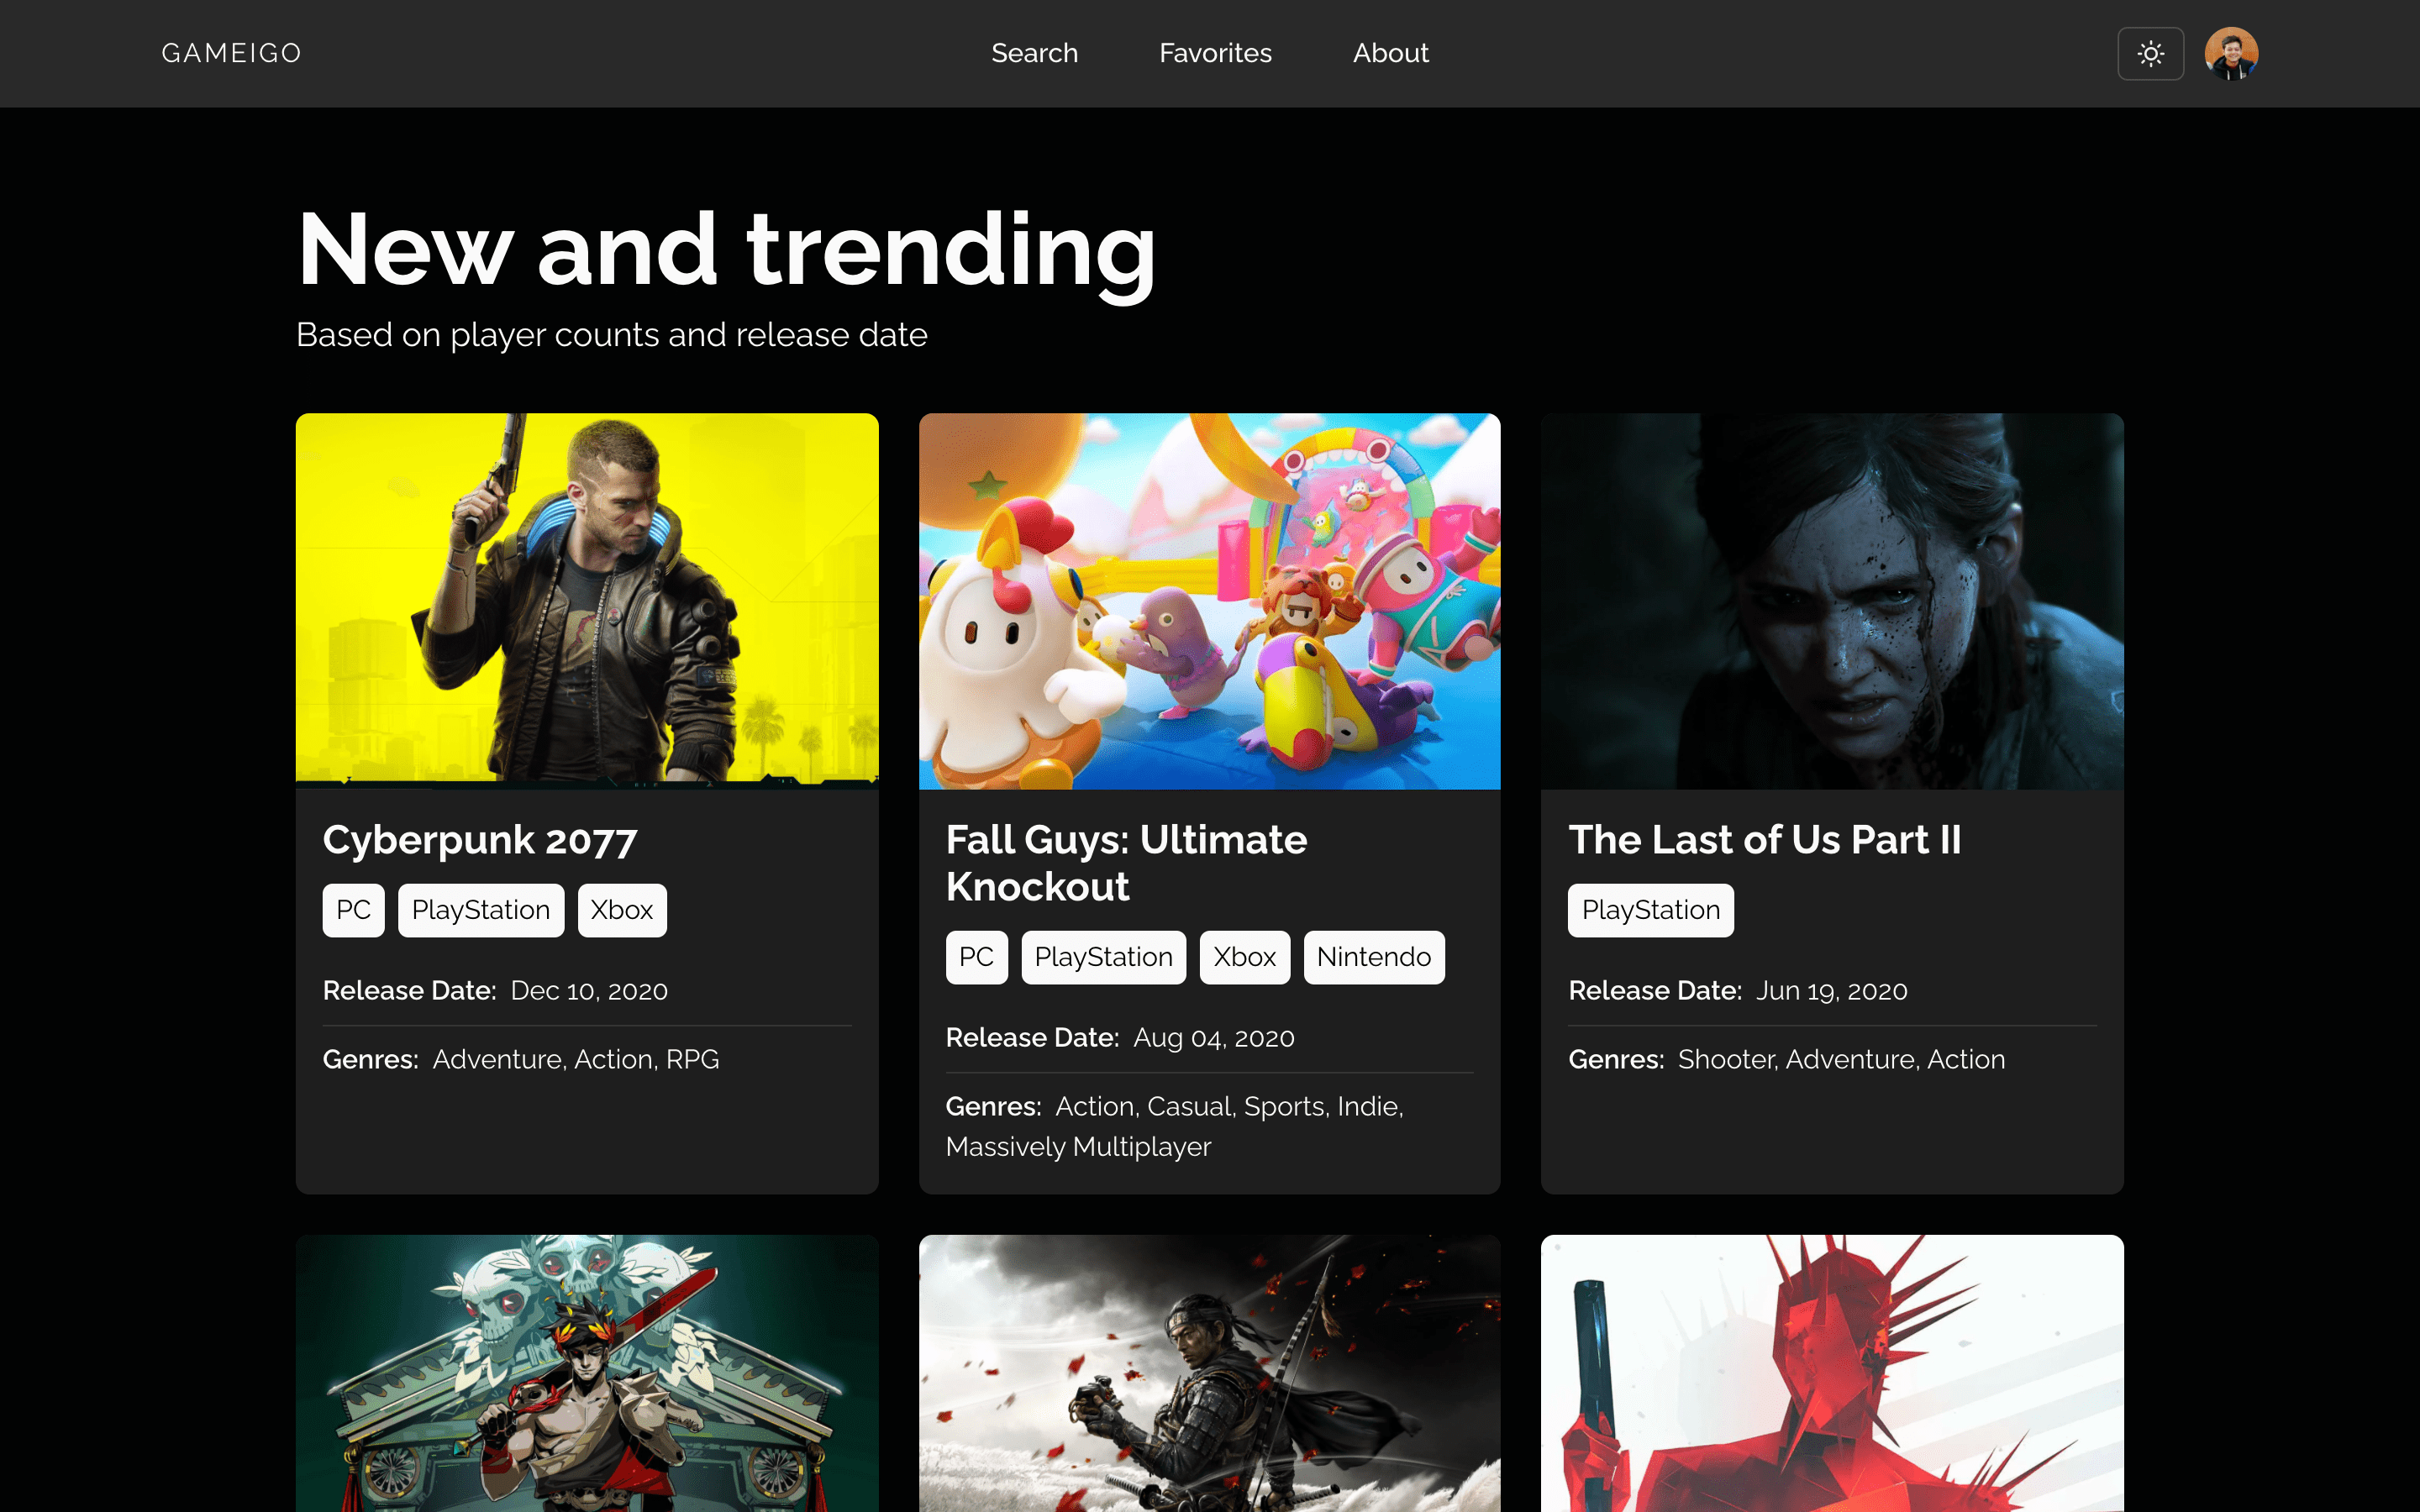 GAMEIGO
Search
Favorites
About
New and trending
Based on player counts and release date
Cyberpunk 2077
PC
PlayStation
Xbox
Release Date: Dec 10, 2020
Genres: Adventure, Action, RPG
Fall Guys: Ultimate
Knockout
PC
PlayStation
Xbox
Nintendo
Release Date: Aug 04, 2020
Genres: Action, Casual, Sports, Indie,
Massively Multiplayer
The Last of Us Part II
PlayStation
Release Date: Jun 19, 2020
Genres: Shooter, Adventure, Action